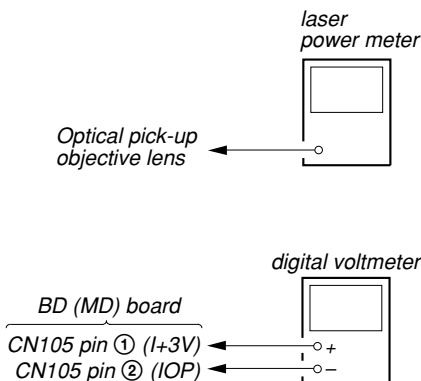 laser
power meter
Optical pick-up
objective lens
digital voltmeter
BD (MD) board
CN105 pin ① (I+3V)
+
CN105 pin ② (IOP)
–